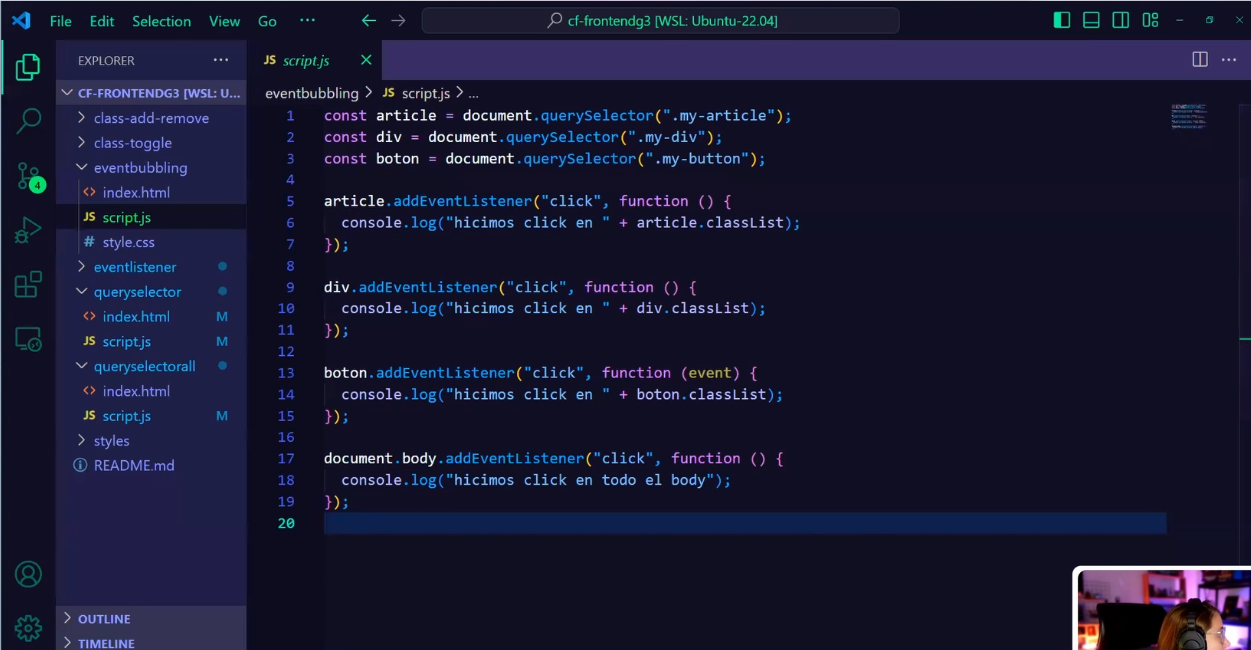 File Edit Selection View Go ···
cf-frontendg3 [WSL: Ubuntu-22.04]
EXPLORER
JS script.js
CF-FRONTENDG3 [WSL: U...
eventbubbling > JS script.js > ...
class-add-remove
class-toggle
eventbubbling
<> index.html
JS script.js
# style.css
eventlistener
queryselector
<> index.html M
JS script.js M
queryselectorall
<> index.html
JS script.js M
styles
README.md
4
OUTLINE
TIMELINE
1 const article = document.querySelector(".my-article");
2 const div = document.querySelector(".my-div");
3 const boton = document.querySelector(".my-button");
4
5 article.addEventListener("click", function () {
6 console.log("hicimos click en " + article.classList);
7 });
8
9 div.addEventListener("click", function () {
10 console.log("hicimos click en " + div.classList);
11 });
12
13 boton.addEventListener("click", function (event) {
14 console.log("hicimos click en " + boton.classList);
15 });
16
17 document.body.addEventListener("click", function () {
18 console.log("hicimos click en todo el body");
19 });
20